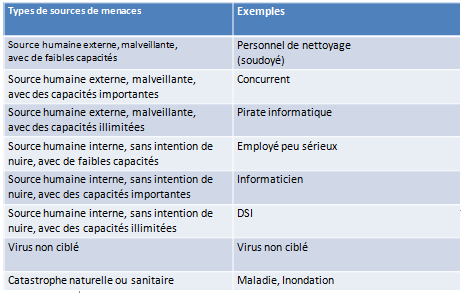 Types de sources de menaces Exemples
Source humaine externe, malveillante, Personnel de nettoyage
avec de faibles capacités (soudoyé)
Source humaine externe, malveillante, Concurrent
avec des capacités importantes
Source humaine externe, malveillante, Pirate informatique
avec des capacités illimitées
Source humaine interne, sans intention de Employé peu sérieux
nuire, avec de faibles capacités
Source humaine interne, sans intention de Informaticien
nuire, avec des capacités importantes
Source humaine interne, sans intention de DSI
nuire, avec des capacités illimitées
Virus non ciblé Virus non ciblé
Catastrophe naturelle ou sanitaire Maladie, Inondation